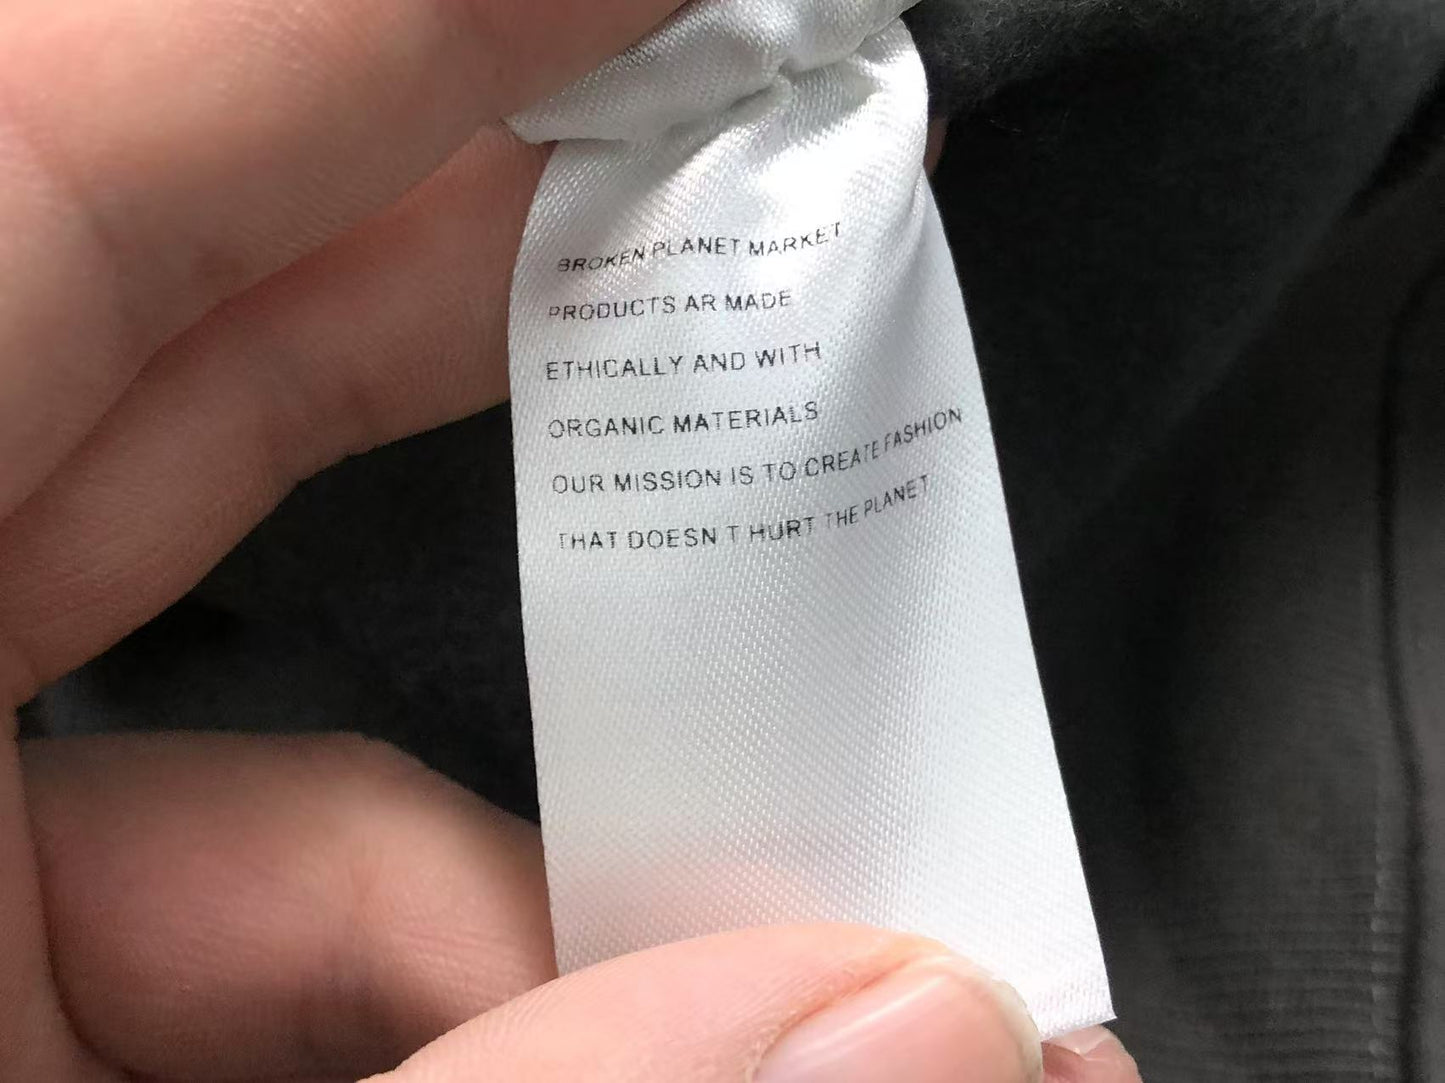 BROKEN PLANET MARKET
PRODUCTS AR MADE
ETHICALLY AND WITH
ORGANIC MATERIALS
OUR MISSION IS TO CREATE FASHION
THAT DOESN T HURT THE PLANET